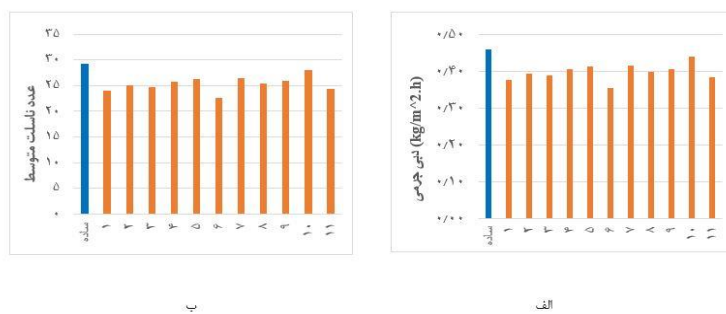 ۰/۵۰
۰/۴۰
۰/۳۰
۰/۲۰
۰/۱۰
۰/۰۰
دبی جرمی (kg/m^2.h)
ساده ۱ ۲ ۳ ۴ ۵ ۶ ۷ ۸ ۹ ۱۰ ۱۱
الف
۳۵
۳۰
۲۵
۲۰
۱۵
۱۰
۵
۰
عدد ناسلت متوسط
ساده ۱ ۲ ۳ ۴ ۵ ۶ ۷ ۸ ۹ ۱۰ ۱۱
ب